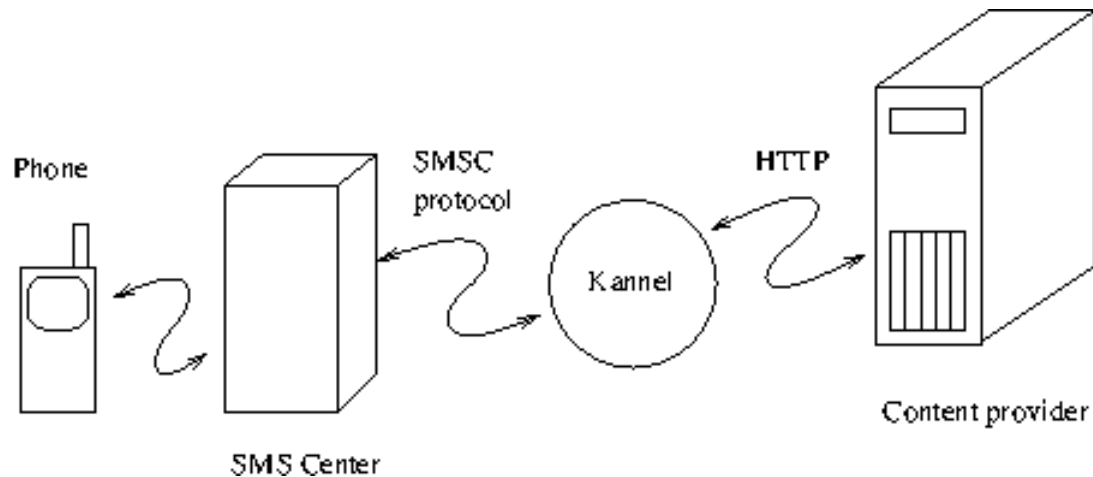 Phone
SMSC
protocol
HTTP
Kannel
SMS Center
Content provider